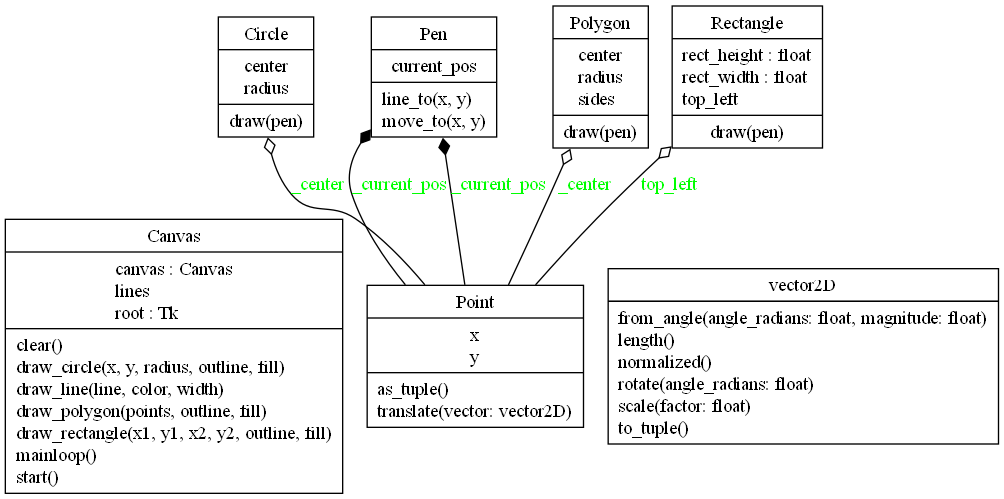 Circle
center
radius
draw(pen)
Pen
current_pos
line_to(x, y)
move_to(x, y)
Polygon
center
radius
sides
draw(pen)
Rectangle
rect_height : float
rect_width : float
top_left
draw(pen)
_center
_current_pos
_current_pos
_center
top_left
Canvas
canvas : Canvas
lines
root : Tk
clear()
draw_circle(x, y, radius, outline, fill)
draw_line(line, color, width)
draw_polygon(points, outline, fill)
draw_rectangle(x1, y1, x2, y2, outline, fill)
mainloop()
start()
Point
x
y
as_tuple()
translate(vector: vector2D)
vector2D
from_angle(angle_radians: float, magnitude: float)
length()
normalized()
rotate(angle_radians: float)
scale(factor: float)
to_tuple()